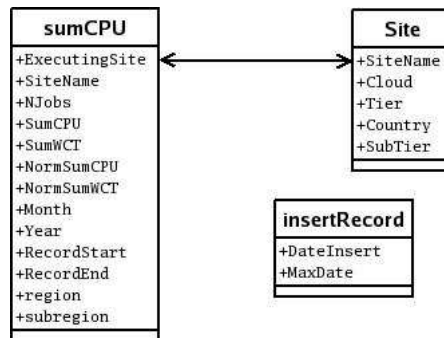 sumCPU
+ExecutingSite
+SiteName
+NJobs
+SumCPU
+SumWCT
+NormSumCPU
+NormSumWCT
+Month
+Year
+RecordStart
+RecordEnd
+region
+subregion
Site
+SiteName
+Cloud
+Tier
+Country
+SubTier
insertRecord
+DateInsert
+MaxDate